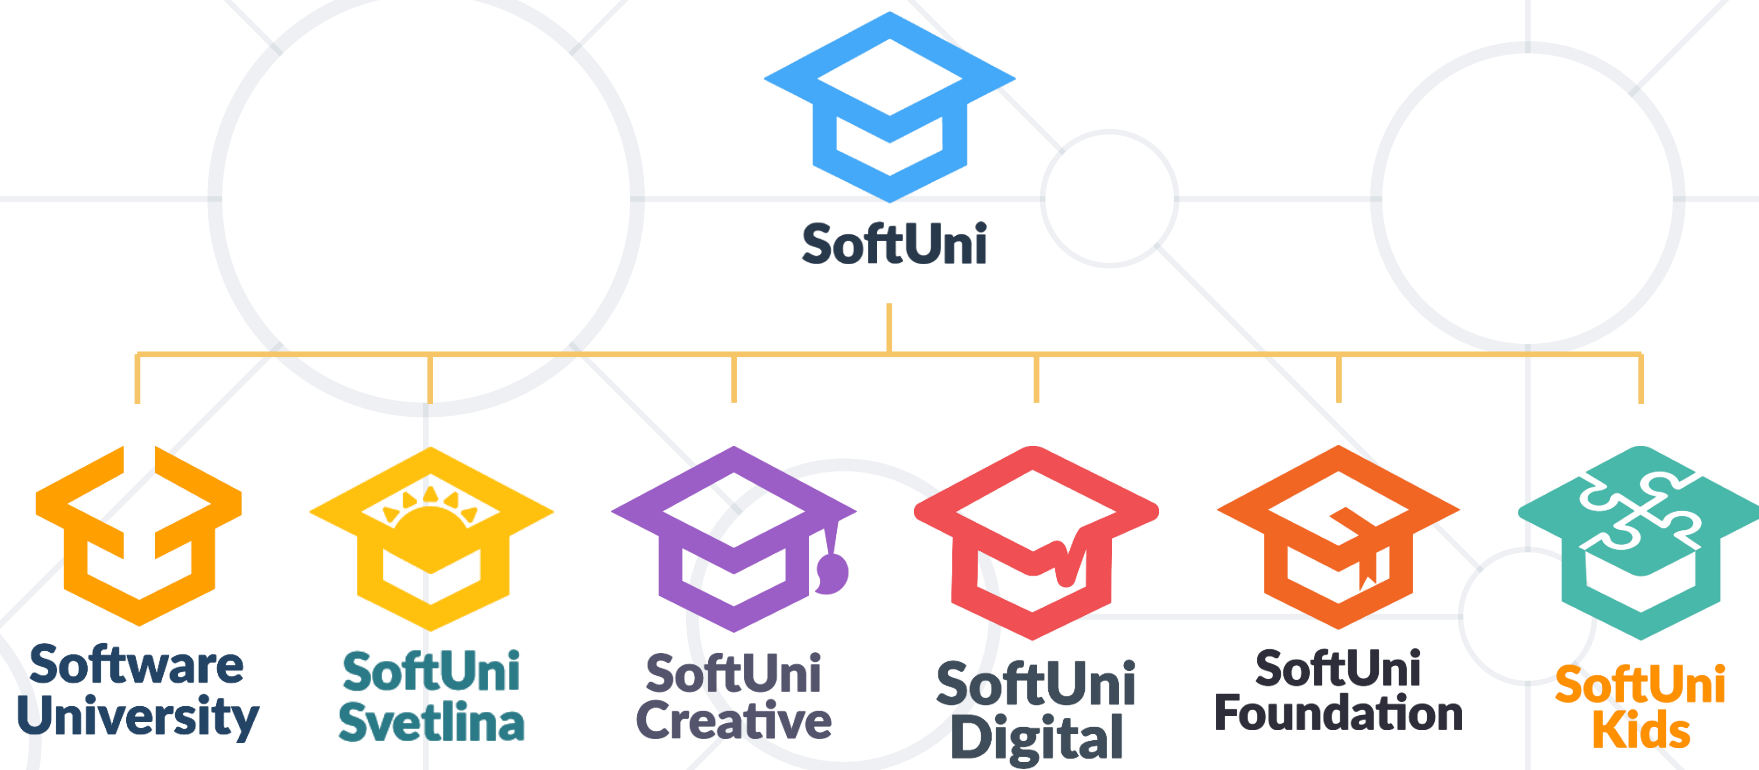 SoftUni
Software
University
SoftUni
Svetlina
SoftUni
Creative
SoftUni
Digital
SoftUni
Foundation
SoftUni
Kids